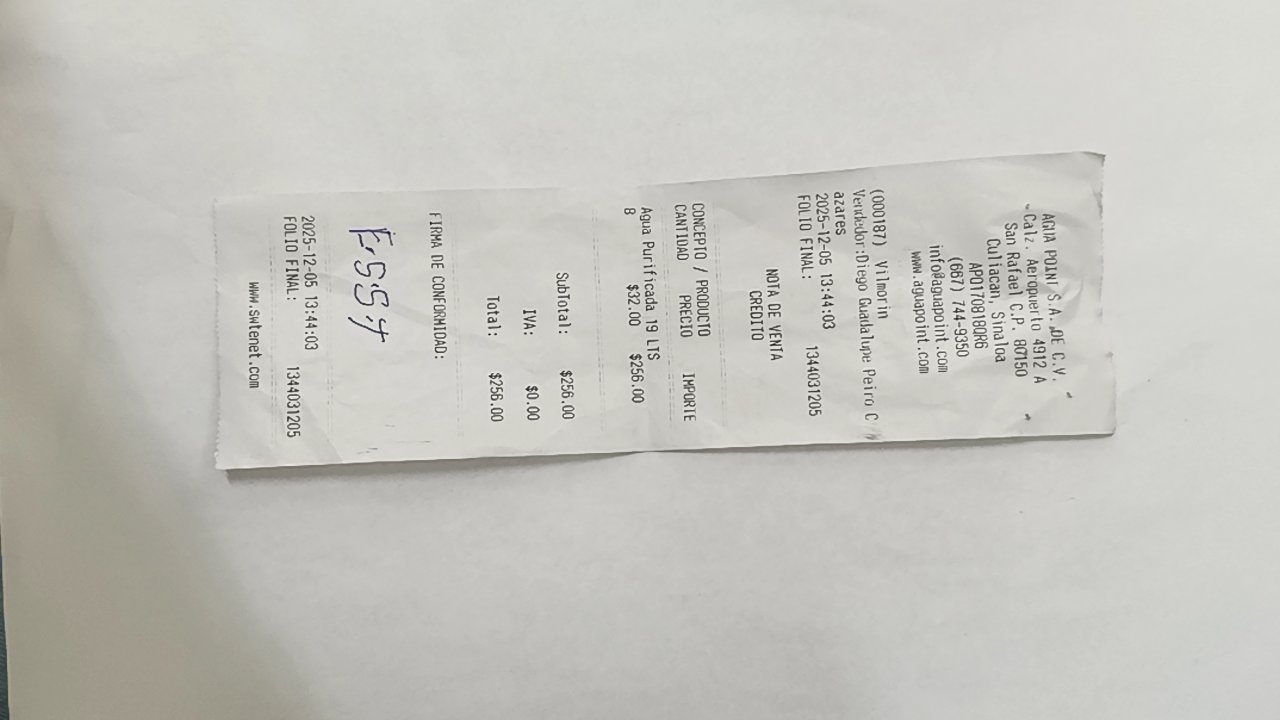 AGUA POINT S.A. DE C.V.
Calz. Aeropuerto 4912 A
San Rafael C.P. 80150
Culiacan, Sinaloa
APO170818QR6
(667) 744-9350
info@aguapoint.com
www.aguapoint.com
(000187) Vilmorin
Vendedor:Diego Guadalupe Peiro C
azares
2025-12-05 13:44:03
FOLIO FINAL: 1344031205
NOTA DE VENTA
CREDITO
CONCEPTO / PRODUCTO
CANTIDAD PRECIO IMPORTE
Agua Purificada 19 LTS
8 $32.00 $256.00
SubTotal: $256.00
IVA: $0.00
Total: $256.00
FIRMA DE CONFORMIDAD:
2025-12-05 13:44:03
FOLIO FINAL: 1344031205
www.swtenet.com